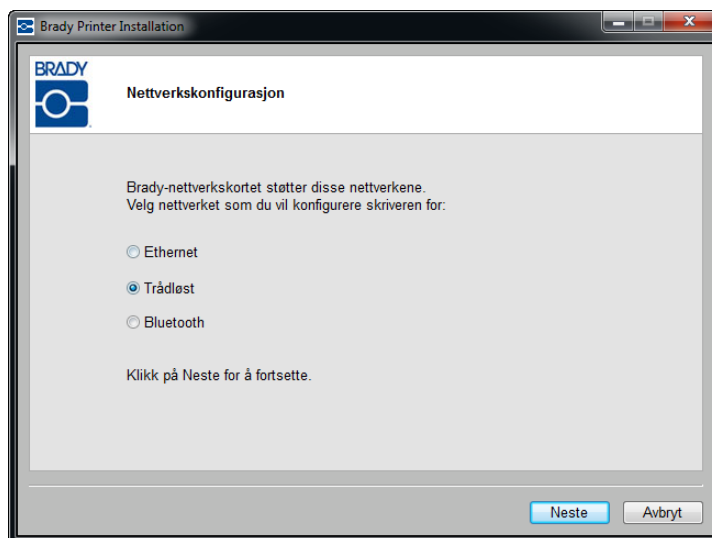 Brady Printer Installation
BRADY
Nettverkskonfigurasjon
Brady-nettverkskortet støtter disse nettverkene.
Velg nettverket som du vil konfigurere skriveren for:
Ethernet
Trådløst
Bluetooth
Klikk på Neste for å fortsette.
Neste
Avbryt